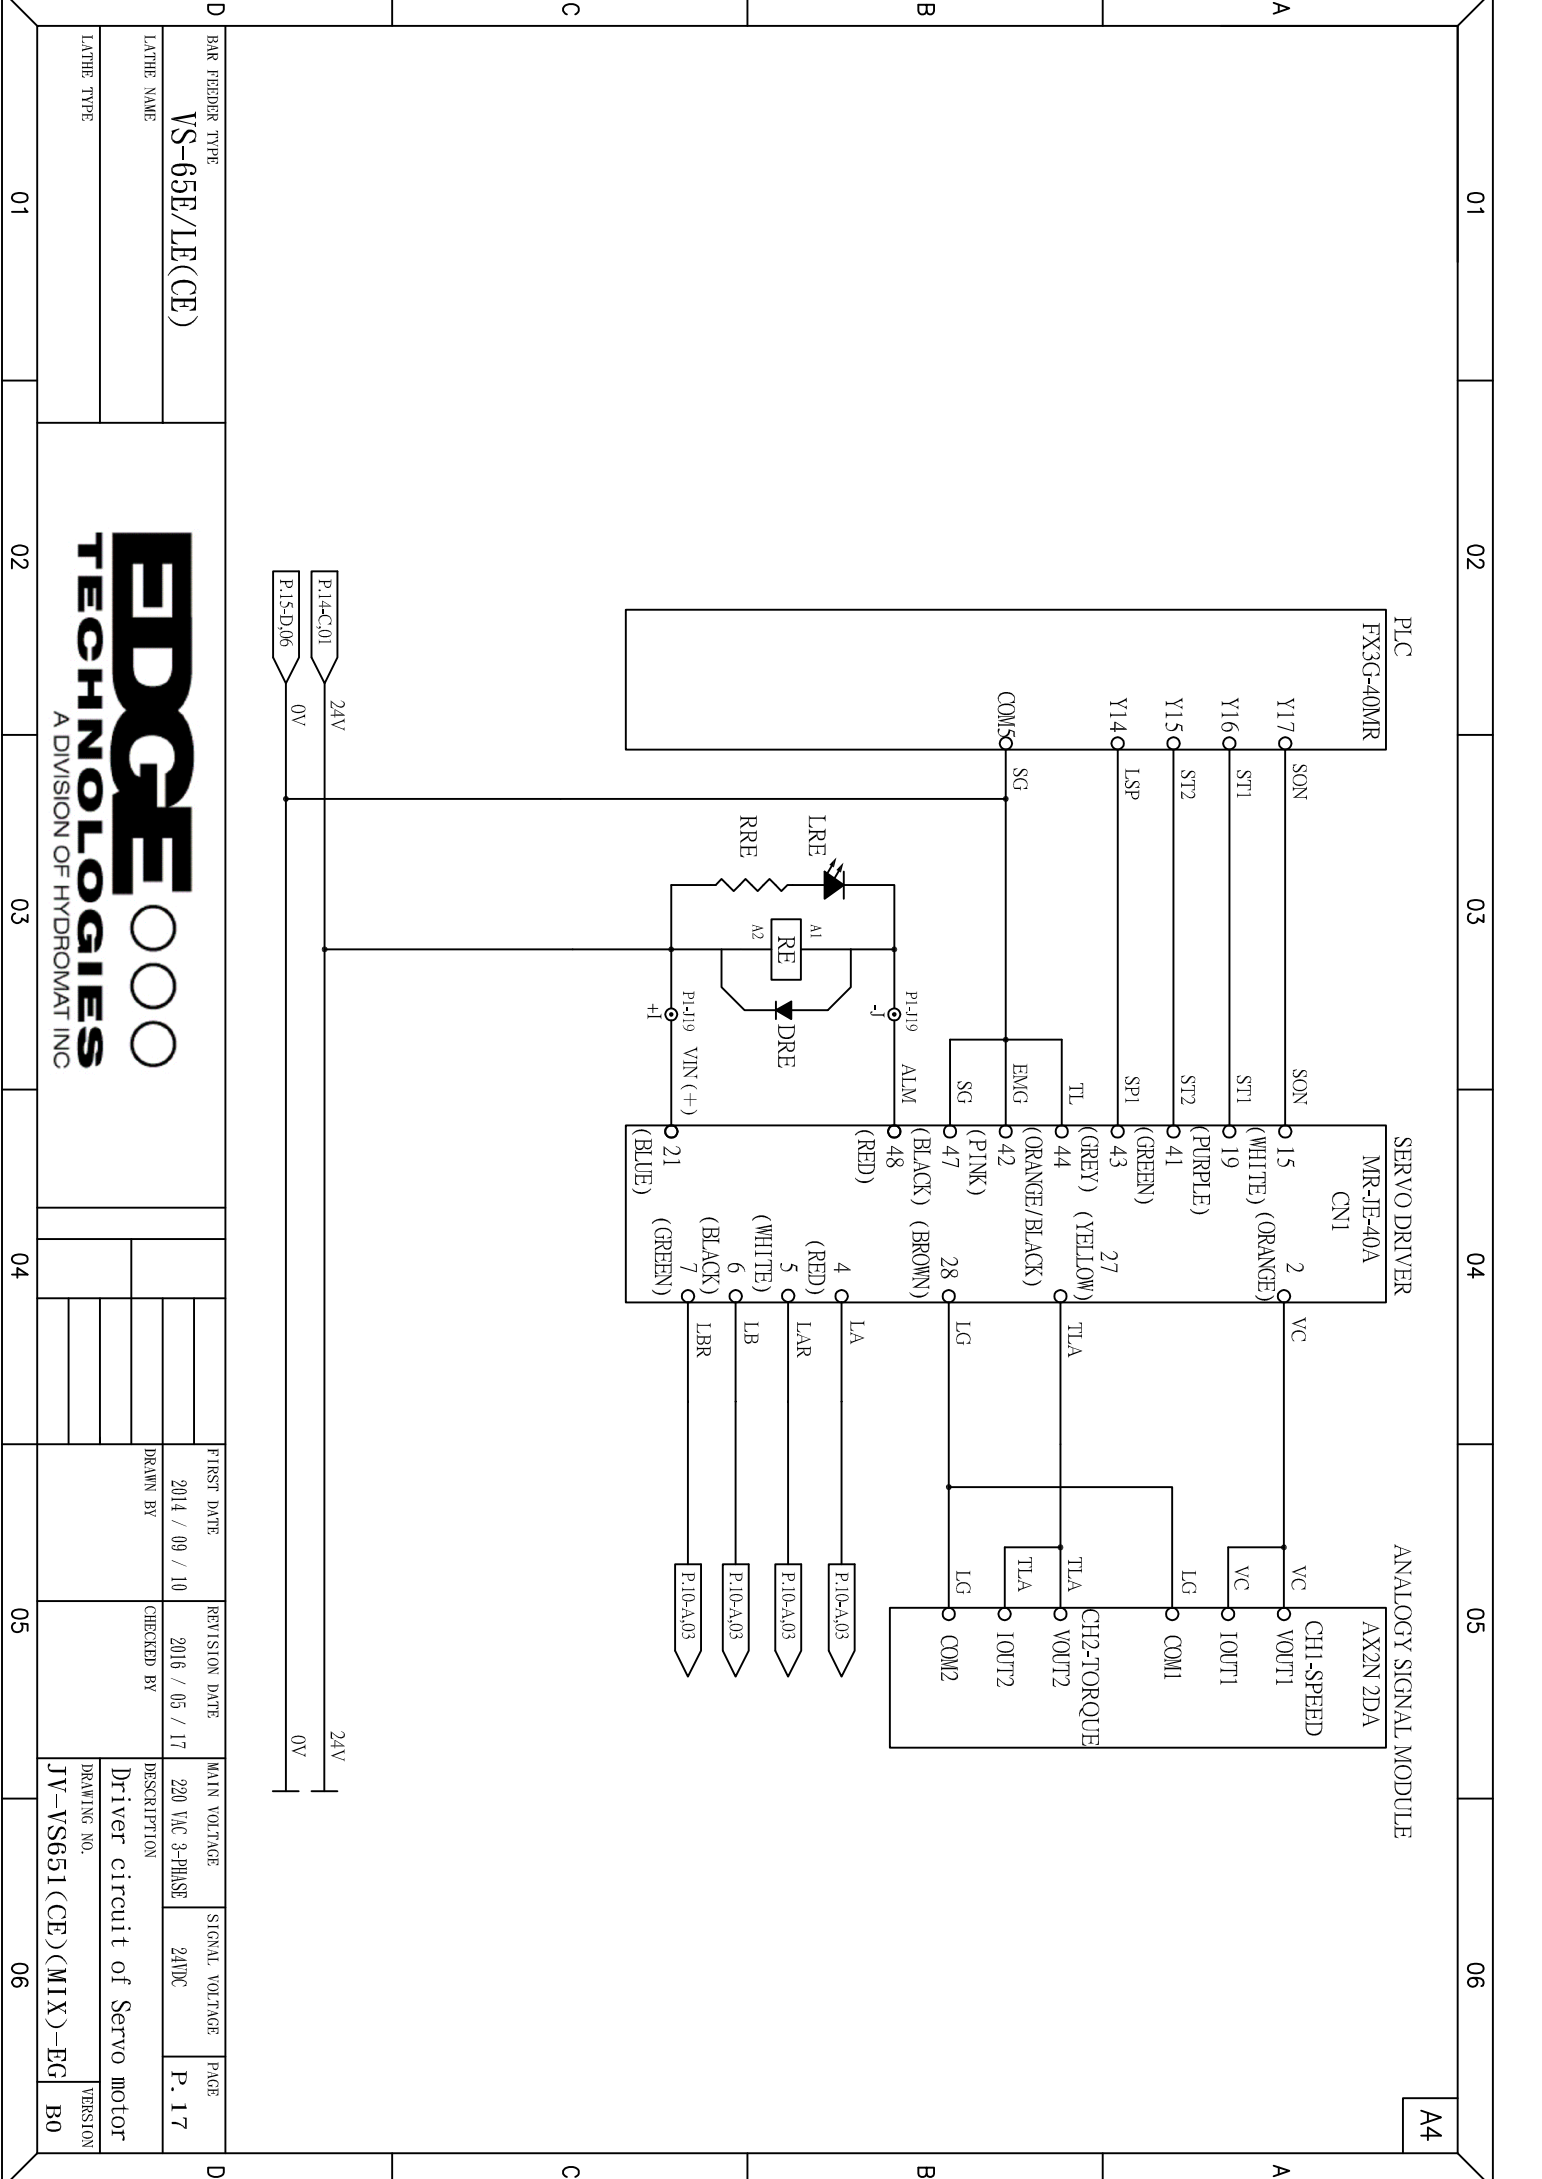 01
02
03
04
05
06
A4
A
A
B
B
C
C
D
D
PLC
FX3G-40MR
Y17
Y16
Y15
Y14
COM5
SON
ST1
ST2
LSP
SG
SERVO DRIVER
MR-JE-40A
CN1
SON
15
(WHITE)
ST1
19
(PURPLE)
ST2
41
(GREEN)
SP1
43
(GREY)
TL
44
(ORANGE/BLACK)
EMG
42
(PINK)
SG
47
(BLACK)
ALM
48
(RED)
VIN(+)
21
(BLUE)
2
(ORANGE)
VC
27
(YELLOW)
TLA
28
(BROWN)
LG
4
(RED)
LA
5
(WHITE)
LAR
6
(BLACK)
LB
7
(GREEN)
LBR
P.10-A,03
P.10-A,03
P.10-A,03
P.10-A,03
ANALOGY SIGNAL MODULE
AX2N 2DA
CH1-SPEED
VC
VOUT1
VC
IOUT1
LG
COM1
CH2-TORQUE
TLA
VOUT2
TLA
IOUT2
LG
COM2
LRE
RRE
A1
RE
A2
DRE
P1-J19
-J
P1-J19
+I
P.14-C,01
24V
24V
P.15-D,06
0V
0V
BAR FEEDER TYPE
VS-65E/LE(CE)
LATHE NAME
LATHE TYPE
EDGE
TECHNOLOGIES
A DIVISION OF HYDROMAT INC
FIRST DATE
2014 / 09 / 10
REVISION DATE
2016 / 05 / 17
MAIN VOLTAGE
220 VAC 3-PHASE
SIGNAL VOLTAGE
24VDC
PAGE
P. 17
DRAWN BY
CHECKED BY
DESCRIPTION
Driver circuit of Servo motor
DRAWING NO.
JV-VS651(CE)(MIX)-EG
VERSION
B0
01
02
03
04
05
06